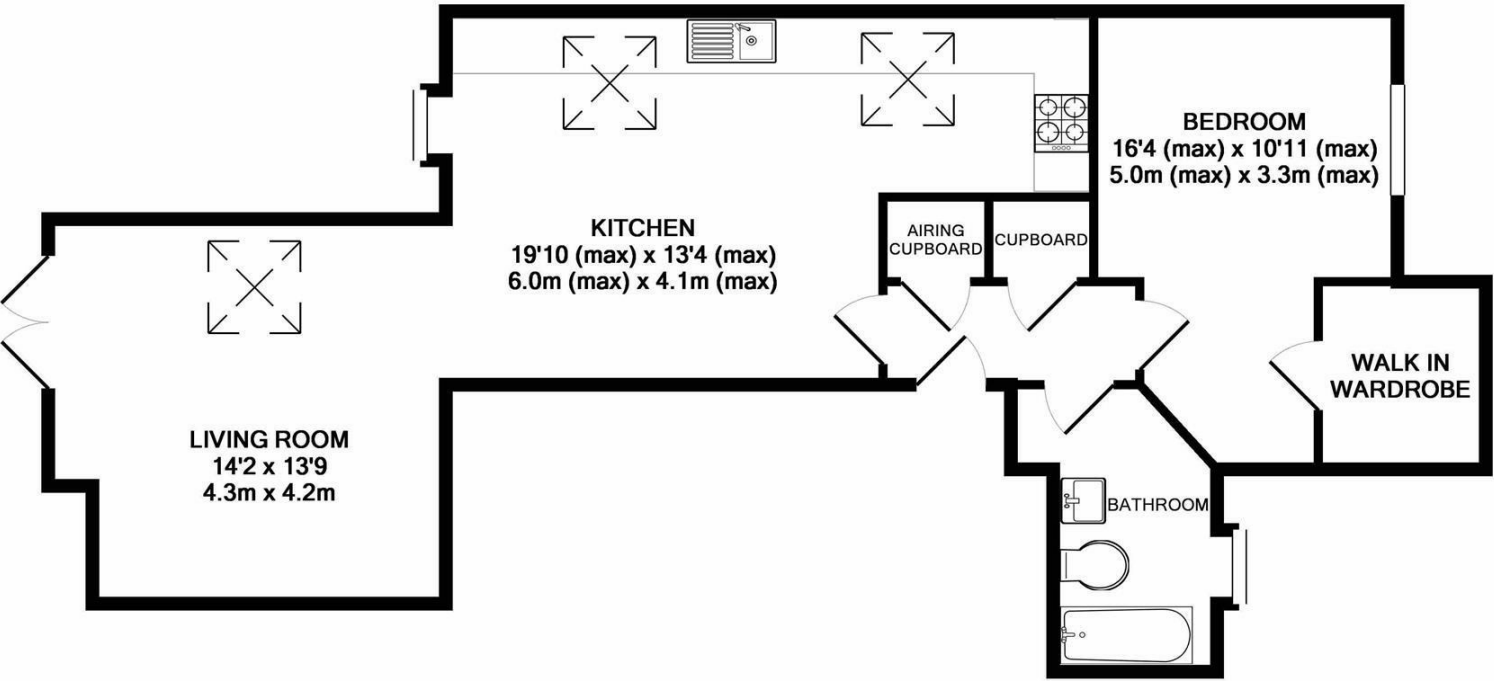 BEDROOM
16'4 (max) x 10'11 (max)
5.0m (max) x 3.3m (max)
KITCHEN
19'10 (max) x 13'4 (max)
6.0m (max) x 4.1m (max)
AIRING
CUPBOARD
CUPBOARD
WALK IN
WARDROBE
LIVING ROOM
14'2 x 13'9
4.3m x 4.2m
BATHROOM